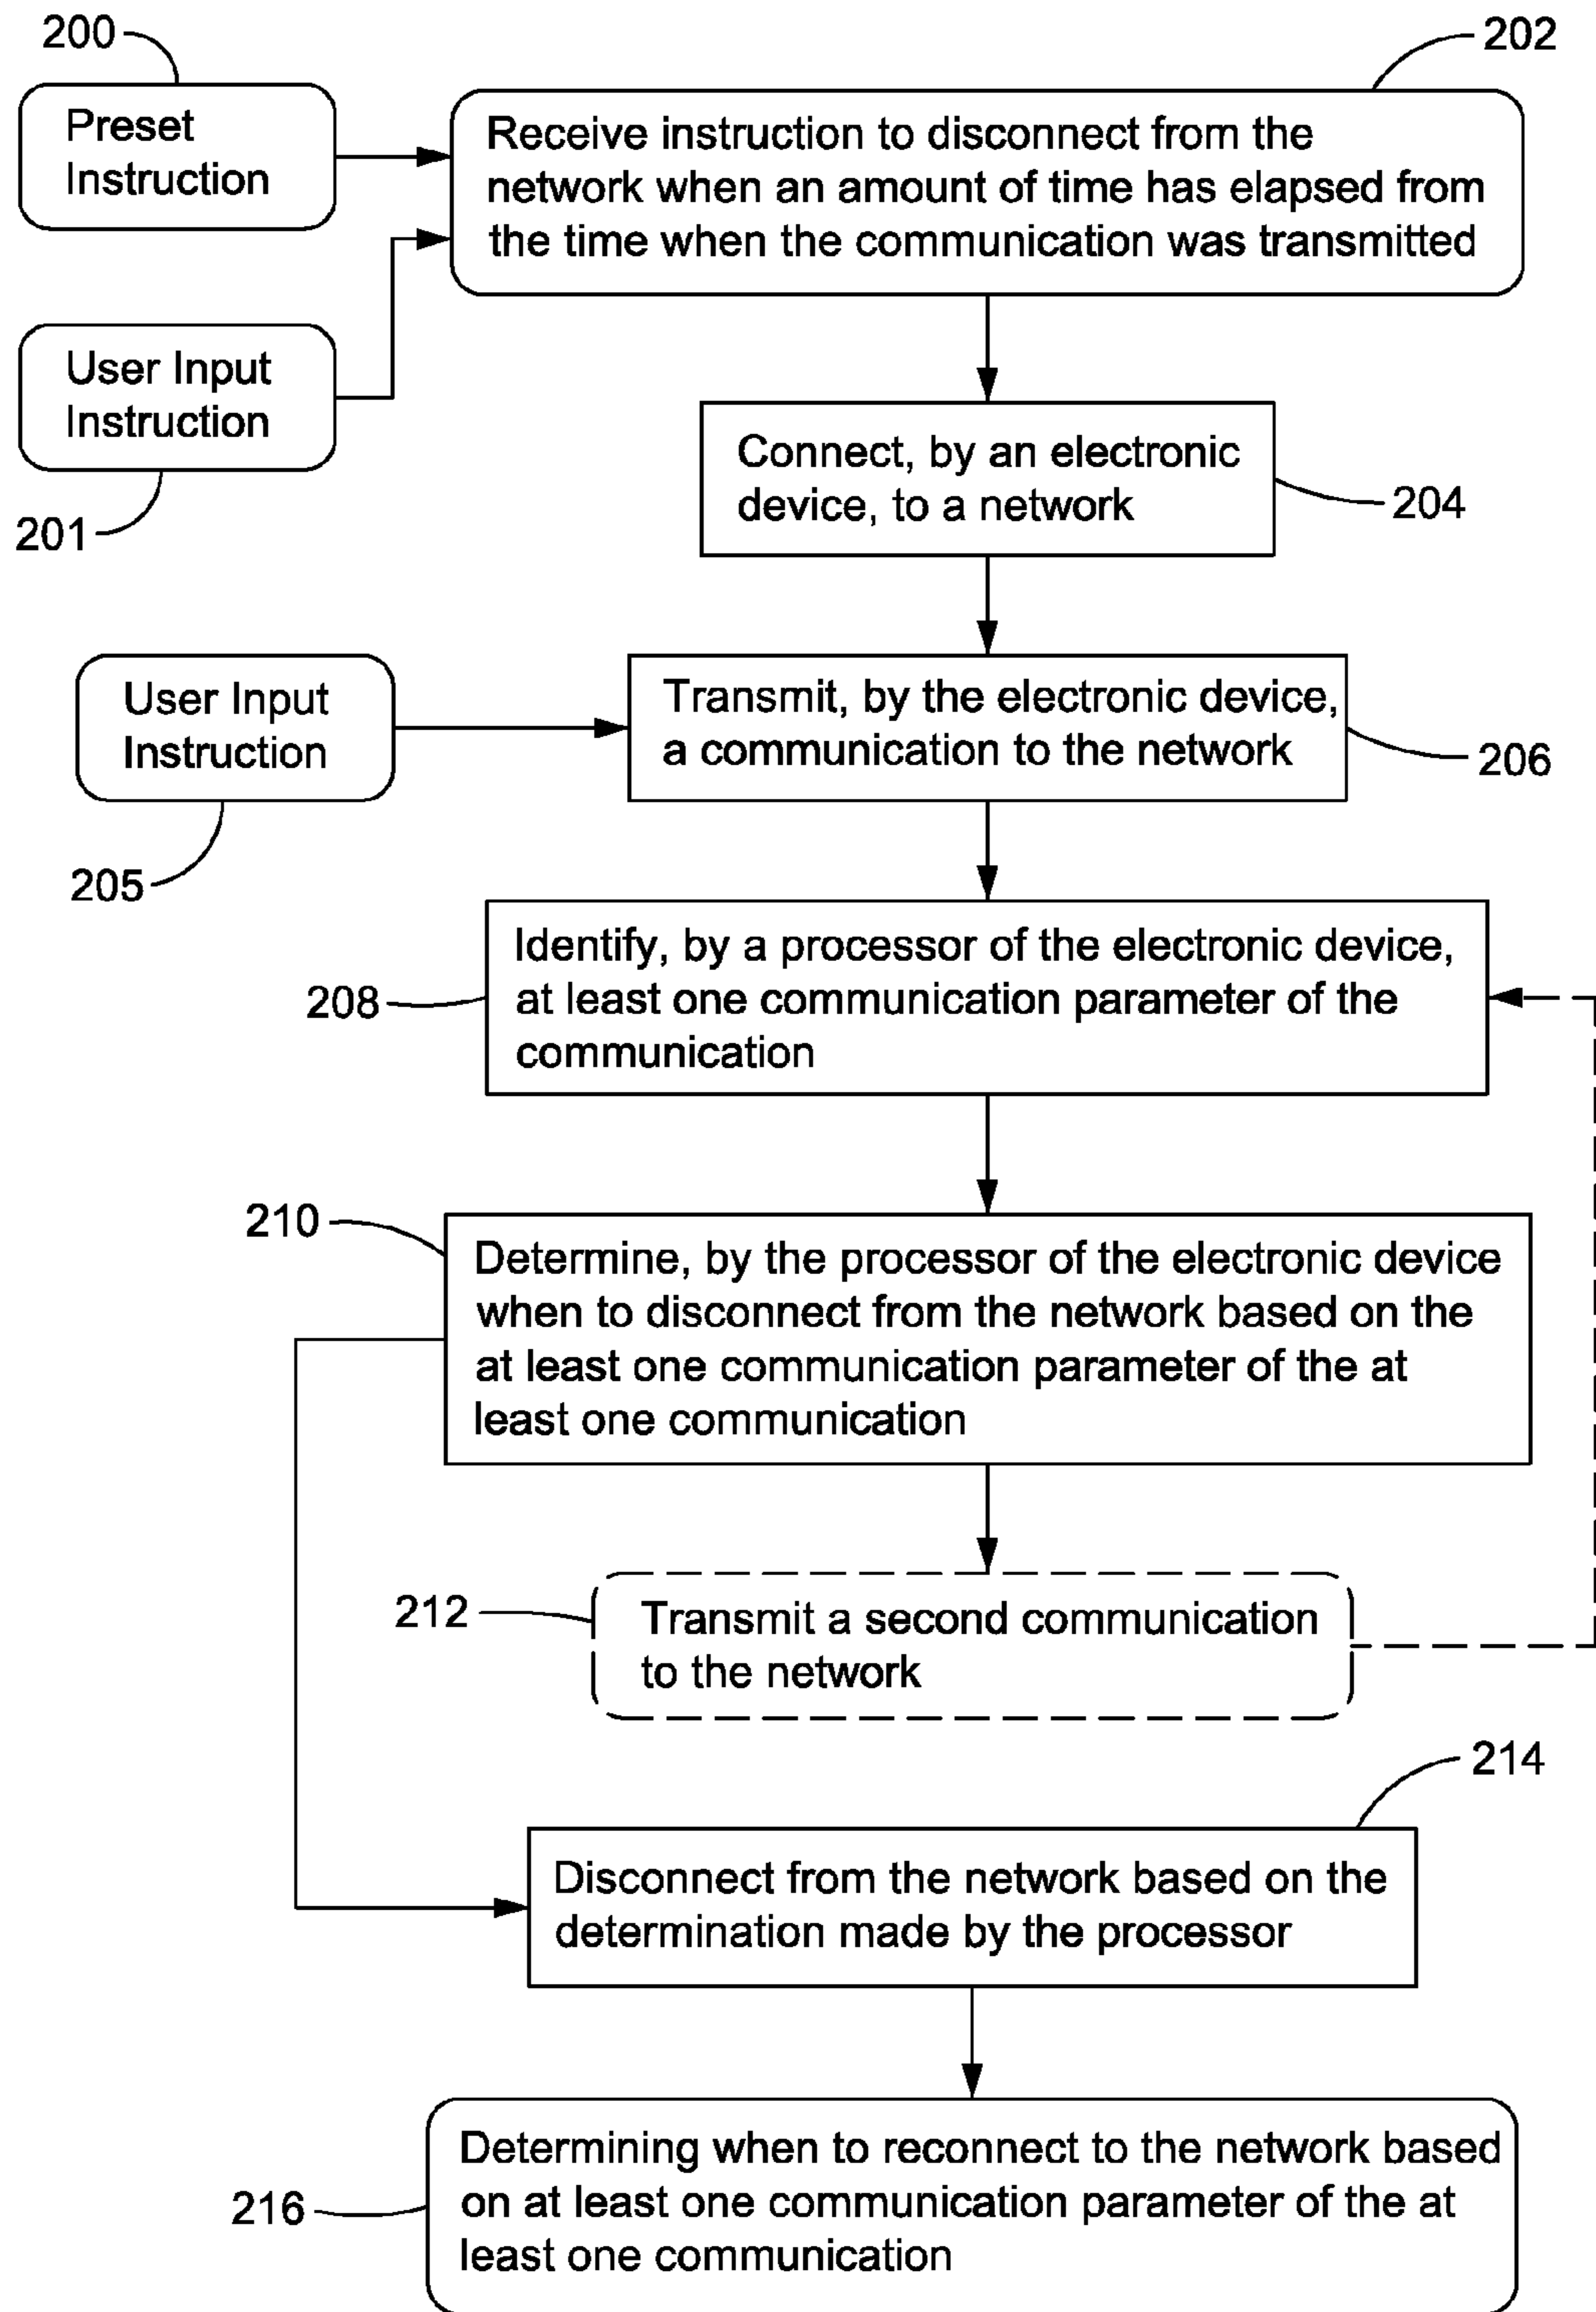 200
202
Preset
Instruction
Receive instruction to disconnect from the
network when an amount of time has elapsed from
the time when the communication was transmitted
User Input
Instruction
201
Connect, by an electronic
device, to a network
204
User Input
Instruction
205
Transmit, by the electronic device,
a communication to the network
206
208
Identify, by a processor of the electronic device,
at least one communication parameter of the
communication
210
Determine, by the processor of the electronic device
when to disconnect from the network based on the
at least one communication parameter of the at
least one communication
212
Transmit a second communication
to the network
214
Disconnect from the network based on the
determination made by the processor
216
Determining when to reconnect to the network based
on at least one communication parameter of the at
least one communication